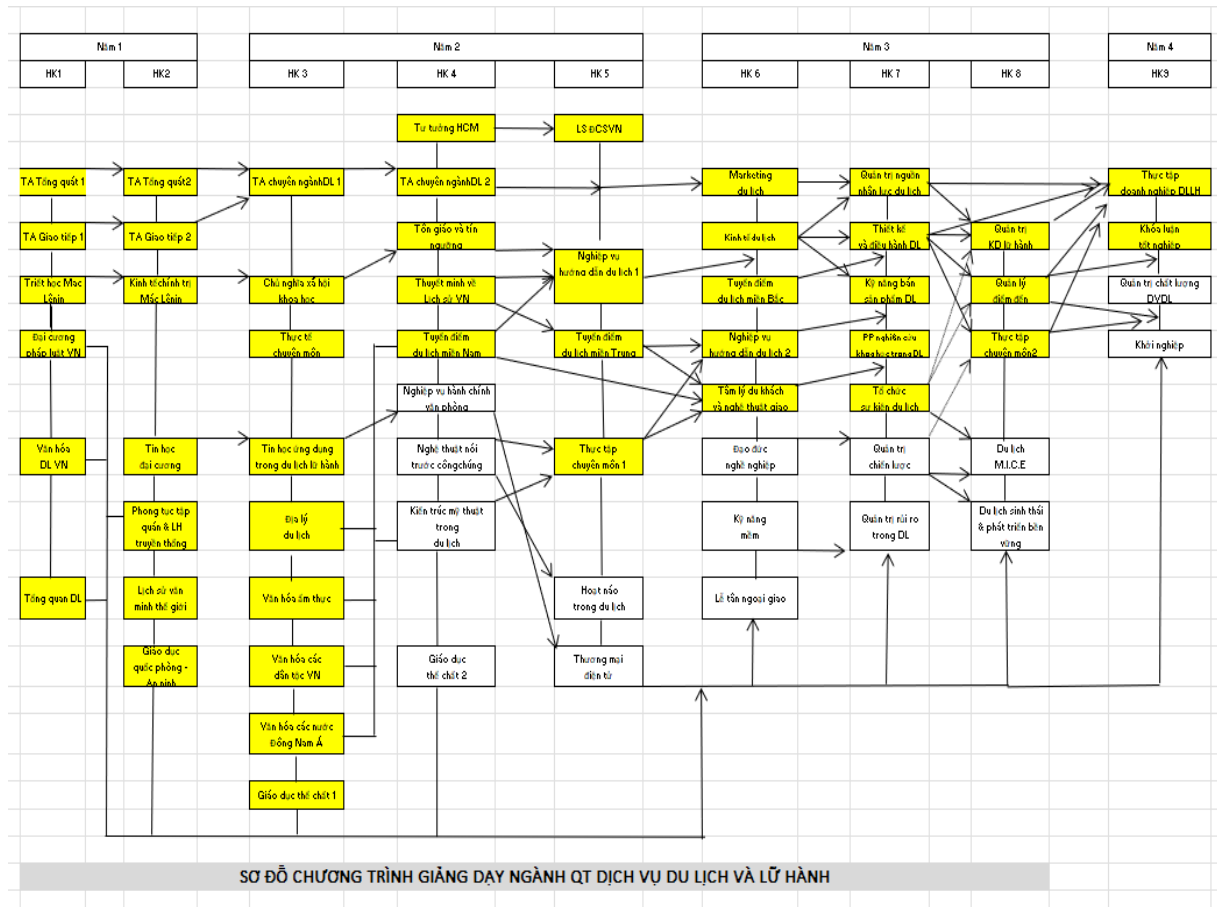 Năm 1
Năm 2
Năm 3
Năm 4
HK1
HK2
HK 3
HK 4
HK 5
HK 6
HK 7
HK 8
HK9
Tư tưởng HCM
LS ĐCSVN
TA Tổng quát 1
TA Tổng quát2
TA chuyên ngànhDL 1
TA chuyên ngànhDL 2
Marketing
du lịch
Quản trị nguồn
nhân lực du lịch
Thực tập
doanh nghiệp DLLH
TA Giao tiếp 1
TA Giao tiếp 2
Tôn giáo và tín
ngưỡng
Nghiệp vụ
hướng dẫn du lịch 1
Kinh tế du lịch
Thiết kế
và điều hành DL
Quản trị
KD lữ hành
Khóa luận
tốt nghiệp
Triết học Mac
Lênin
Kinh tế chính trị
Mác Lênin
Chủ nghĩa xã hội
khoa học
Thuyết minh về
Lịch sử VN
Tuyến điểm
du lịch miền Bắc
Kỹ năng bán
sản phẩm DL
Quản lý
điểm đến
Quản trị chất lượng
DVDL
Đại cương
pháp luật VN
Thực tế
chuyên môn
Tuyến điểm
du lịch miền Nam
Tuyến điểm
du lịch miền Trung
Nghiệp vụ
hướng dẫn du lịch 2
PP nghiên cứu
khoa học trong DL
Thực tập
chuyên môn2
Khởi nghiệp
Nghiệp vụ hành chính
văn phòng
Tâm lý du khách
và nghệ thuật giao
Tổ chức
sự kiện du lịch
Văn hóa
DL VN
Tin học
đại cương
Tin học ứng dụng
trong du lịch lữ hành
Nghệ thuật nói
trước công chúng
Thực tập
chuyên môn 1
Đạo đức
nghề nghiệp
Quản trị
chiến lược
Du lịch
M.I.C.E
Phong tục tập
quán & LH
truyền thống
Địa lý
du lịch
Kiến trúc mỹ thuật
trong
du lịch
Kỹ năng
mềm
Quản trị rủi ro
trong DL
Du lịch sinh thái
& phát triển bền
vững
Tổng quan DL
Lịch sử văn
minh thế giới
Văn hóa ẩm thực
Hoạt náo
trong du lịch
Lễ tân ngoại giao
Giáo dục
quốc phòng -
An ninh
Văn hóa các
dân tộc VN
Giáo dục
thể chất 2
Thương mại
điện tử
Văn hóa các nước
Đông Nam Á
Giáo dục thể chất 1
SƠ ĐỒ CHƯƠNG TRÌNH GIẢNG DẠY NGÀNH QT DỊCH VỤ DU LỊCH VÀ LỮ HÀNH